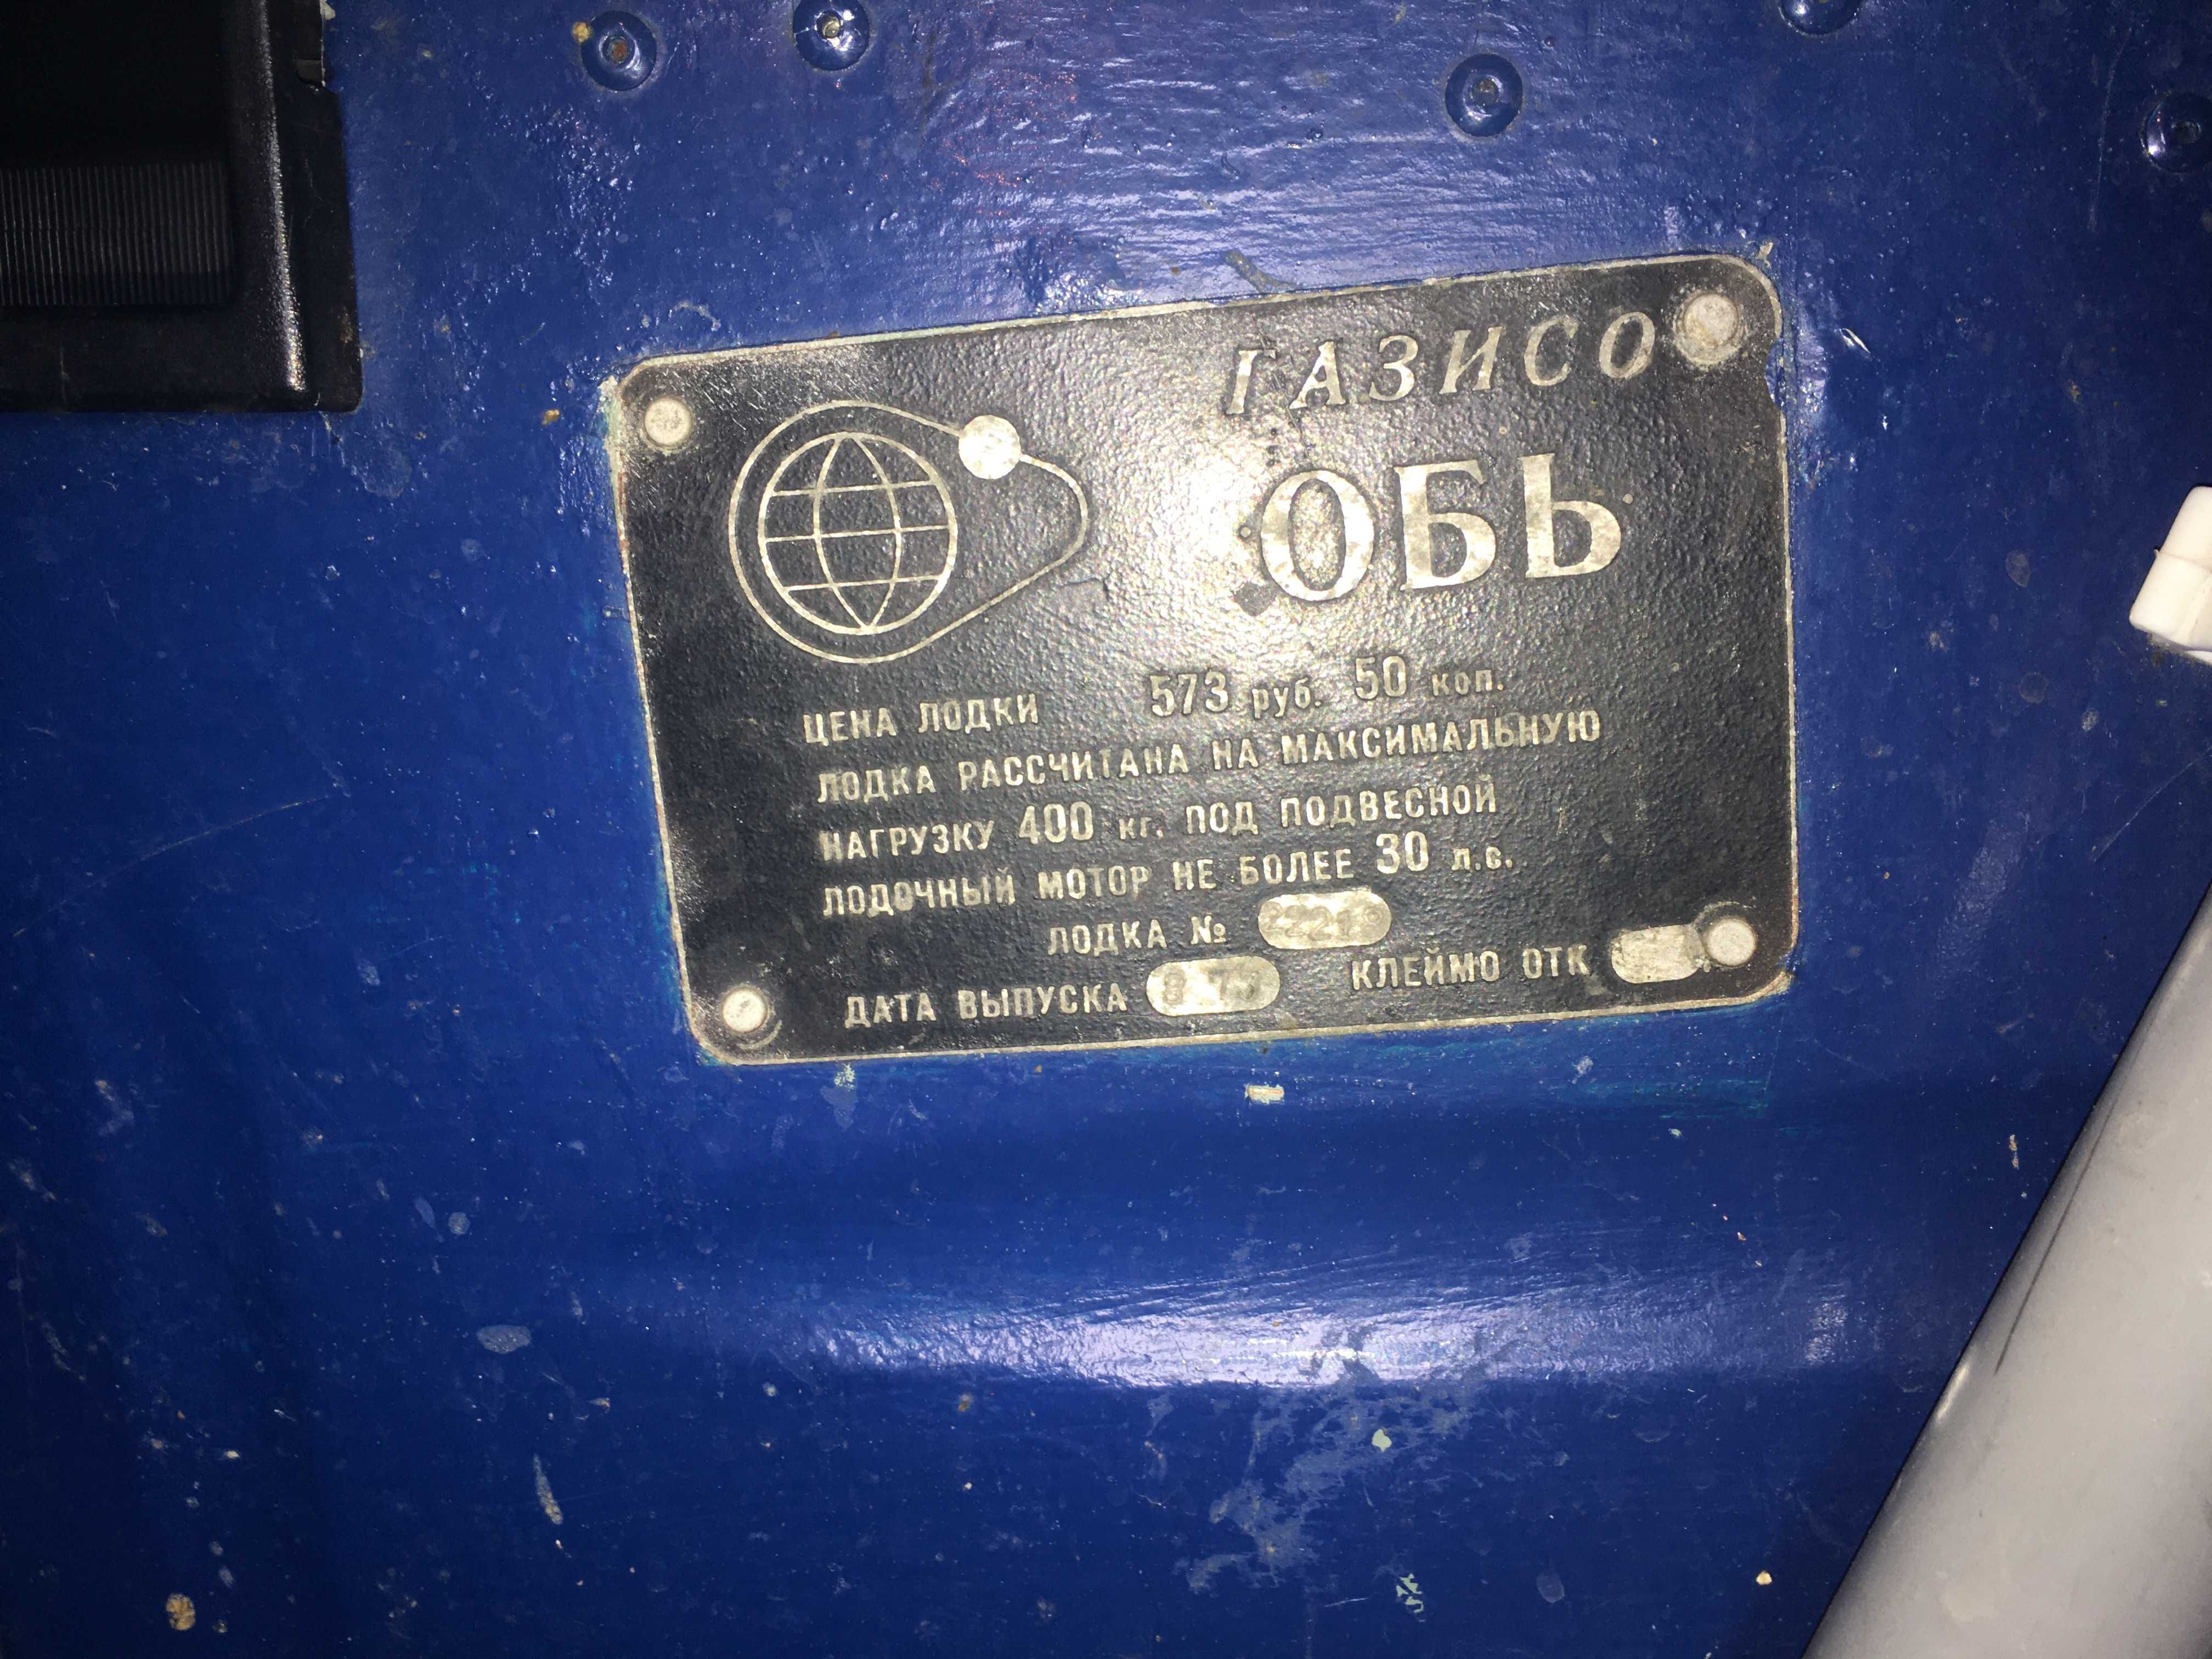 ГАЗИСО
ОБЬ
ЦЕНА ЛОДКИ 573 руб. 50 коп.
ЛОДКА РАССЧИТАНА НА МАКСИМАЛЬНУЮ
НАГРУЗКУ 400 кг. ПОД ПОДВЕСНОЙ
ЛОДОЧНЫЙ МОТОР НЕ БОЛЕЕ 30 л.с.
ЛОДКА №
ДАТА ВЫПУСКА КЛЕЙМО ОТК